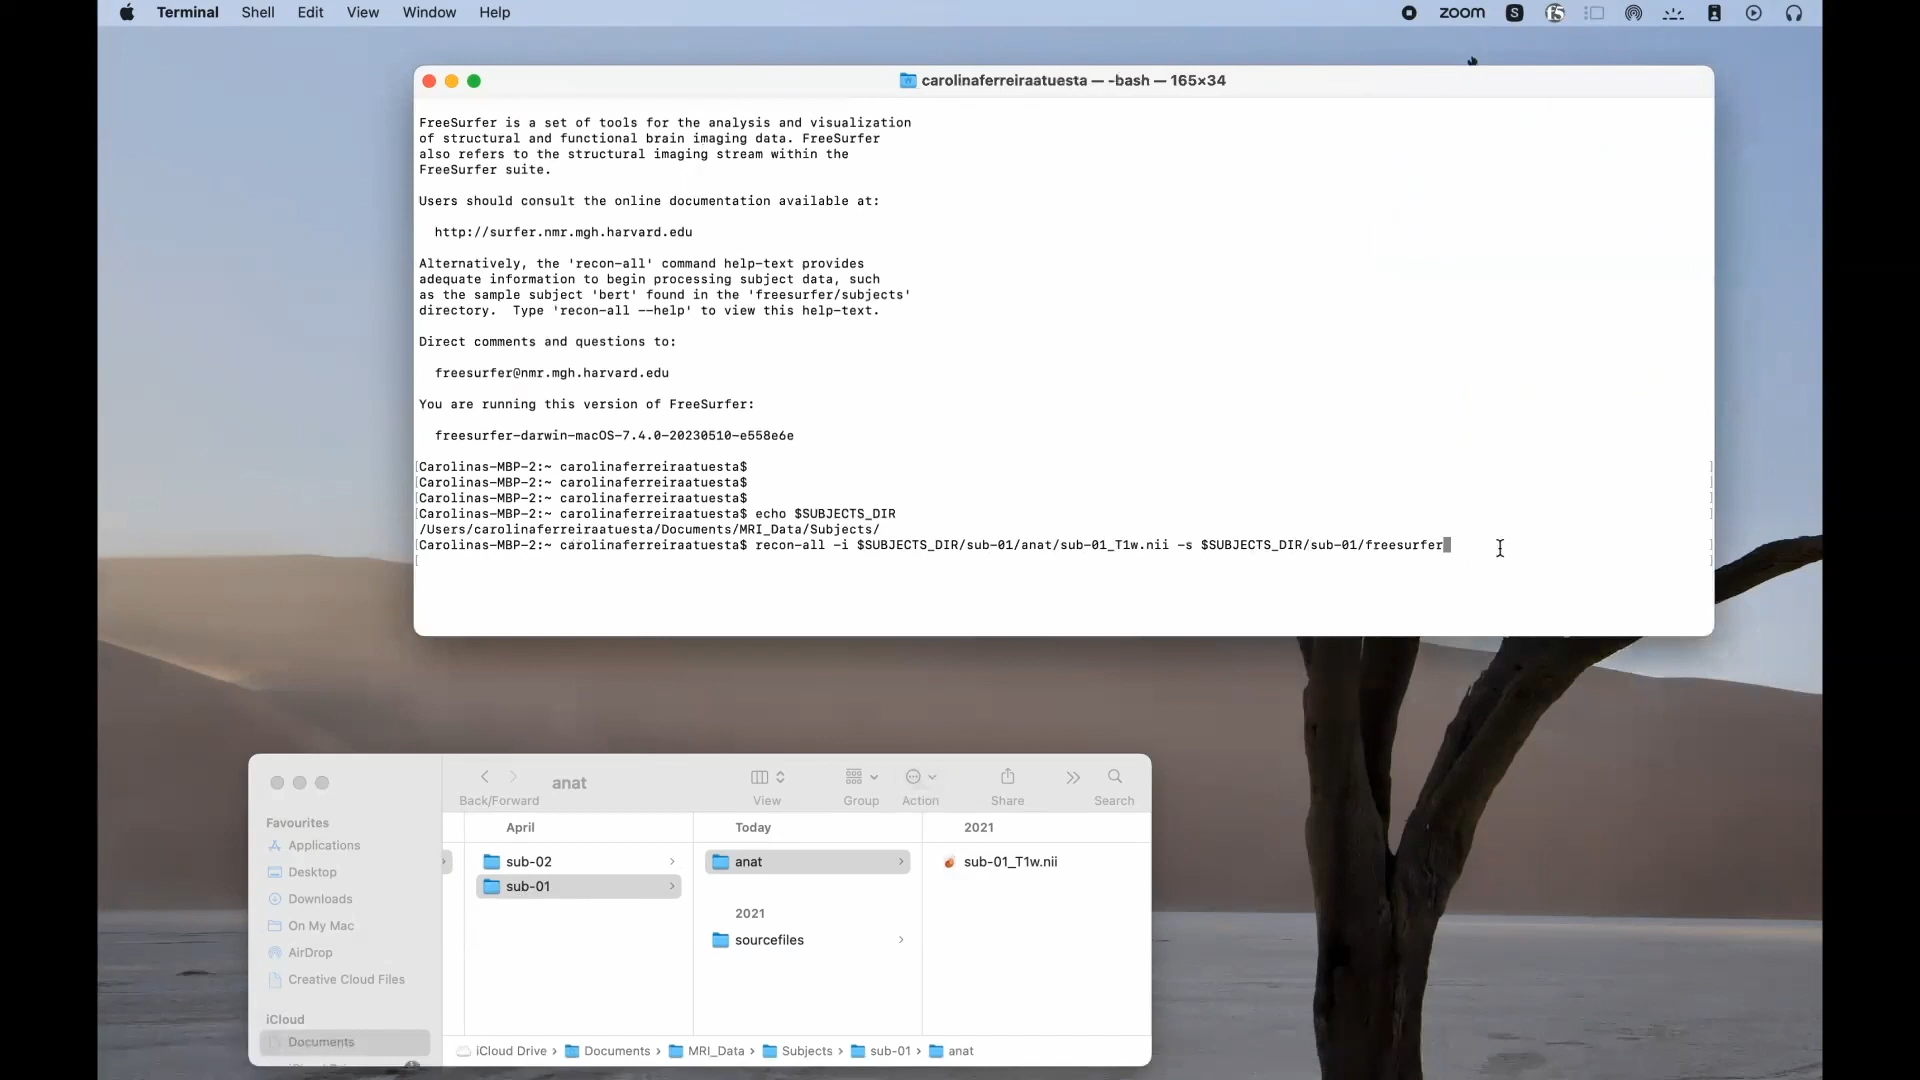 Terminal Shell Edit View Window Help zoom S f5
carolinaferreiraatuesta — -bash — 165×34
FreeSurfer is a set of tools for the analysis and visualization
of structural and functional brain imaging data. FreeSurfer
also refers to the structural imaging stream within the
FreeSurfer suite.
Users should consult the online documentation available at:
http://surfer.nmr.mgh.harvard.edu
Alternatively, the 'recon-all' command help-text provides
adequate information to begin processing subject data, such
as the sample subject 'bert' found in the 'freesurfer/subjects'
directory.  Type 'recon-all --help' to view this help-text.
Direct comments and questions to:
freesurfer@nmr.mgh.harvard.edu
You are running this version of FreeSurfer:
freesurfer-darwin-macOS-7.4.0-20230510-e558e6e
[Carolinas-MBP-2:~ carolinaferreiraatuesta$ ]
[Carolinas-MBP-2:~ carolinaferreiraatuesta$ ]
[Carolinas-MBP-2:~ carolinaferreiraatuesta$ ]
[Carolinas-MBP-2:~ carolinaferreiraatuesta$ echo $SUBJECTS_DIR ]
/Users/carolinaferreiraatuesta/Documents/MRI_Data/Subjects/
[Carolinas-MBP-2:~ carolinaferreiraatuesta$ recon-all -i $SUBJECTS_DIR/sub-01/anat/sub-01_T1w.nii -s $SUBJECTS_DIR/sub-01/freesurfer ]
[ ]
anat
Back/Forward View Group Action Share Search
Favourites
Applications
Desktop
Downloads
On My Mac
AirDrop
Creative Cloud Files
iCloud
Documents
April
sub-02
sub-01
Today
anat
2021
sourcefiles
2021
sub-01_T1w.nii
iCloud Drive › Documents › MRI_Data › Subjects › sub-01 › anat